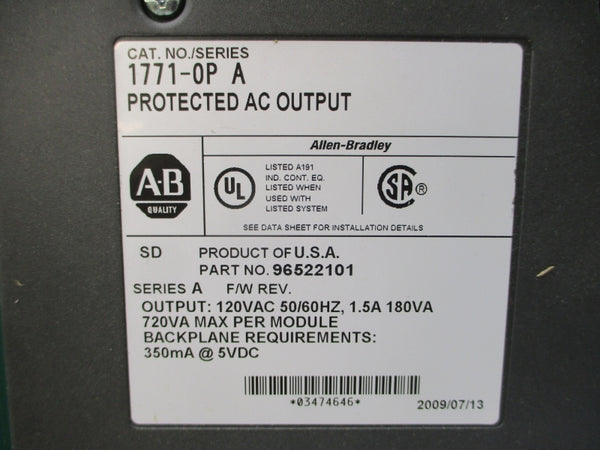 CAT. NO./SERIES
1771-OP A
PROTECTED AC OUTPUT
Allen-Bradley
A-B
QUALITY
UL
LISTED A191
IND. CONT. EQ.
LISTED WHEN
USED WITH
LISTED SYSTEM
SA ®
SEE DATA SHEET FOR INSTALLATION DETAILS
SD PRODUCT OF U.S.A.
PART NO. 96522101
SERIES A F/W REV.
OUTPUT: 120VAC 50/60HZ, 1.5A 180VA
720VA MAX PER MODULE
BACKPLANE REQUIREMENTS:
350mA @ 5VDC
*03474646*
2009/07/13